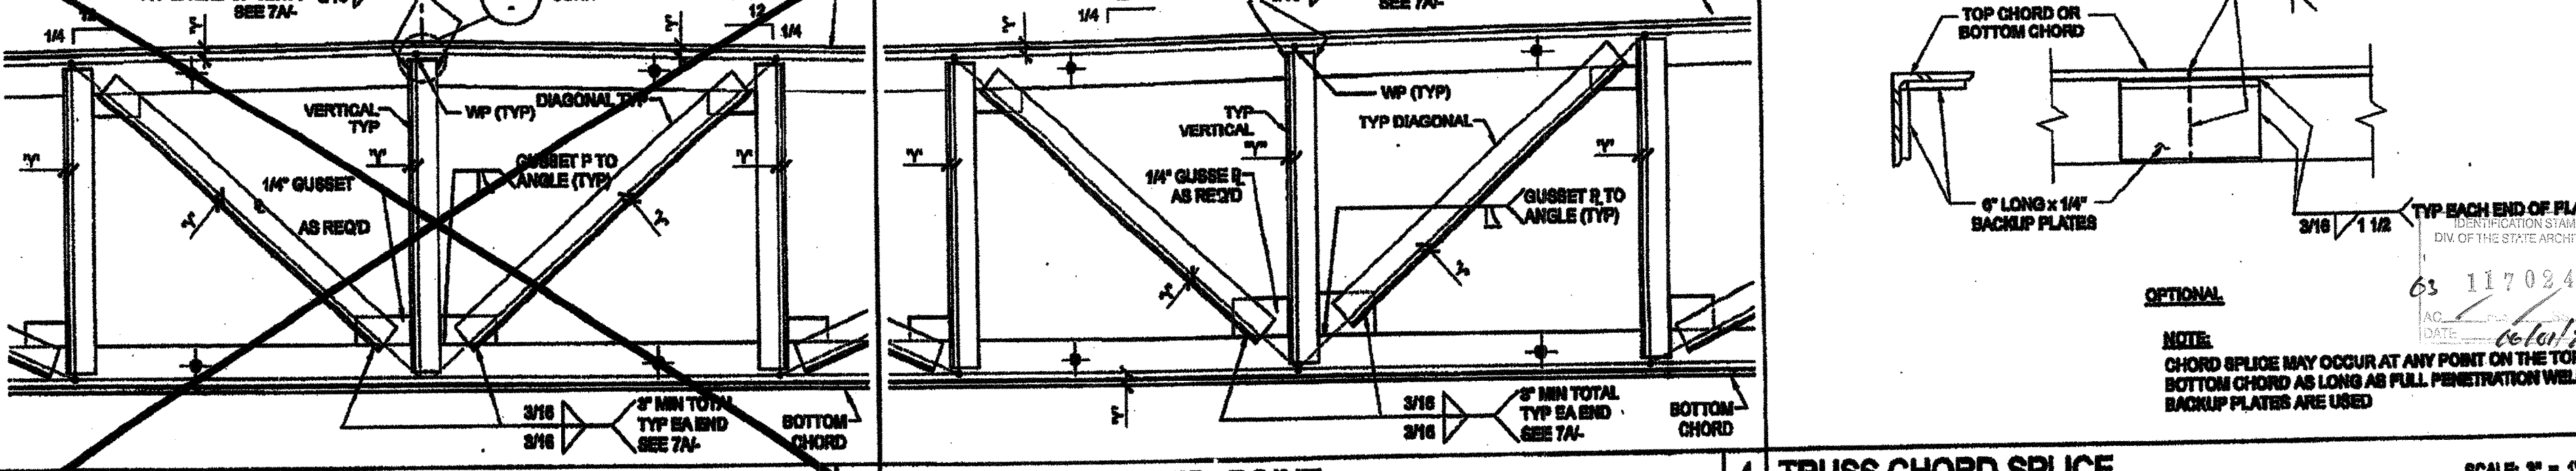 SEE 7A/-
12
1/4
"Y"
"Y"
12
1/4
VERTICAL
TYP
WP (TYP)
DIAGONAL TYP
"Y"
"Y"
"Y"
1/4" GUSSET
AS REQ'D
GUSSET P TO
ANGLE (TYP)
3/16
3/16
3" MIN TOTAL
TYP EA END
SEE 7A/-
BOTTOM
CHORD
1/4
"Y"
SEE 7A/-
WP (TYP)
TYP
VERTICAL
TYP DIAGONAL
"Y"
"Y"
"Y"
1/4" GUSSE
AS REQ'D
GUSSET TO
ANGLE (TYP)
"Y"
3/16
3/16
3" MIN TOTAL
TYP EA END
SEE 7A/-
BOTTOM
CHORD
TOP CHORD OR
BOTTOM CHORD
6" LONG x 1/4"
BACKUP PLATES
3/16
1 1/2
TYP EACH END OF
IDENTIFICATION
DIV. OF THE STATE
03 117024
AC
DATE
OPTIONAL
NOTE:
CHORD SPLICE MAY OCCUR AT ANY POINT ON THE
BOTTOM CHORD AS LONG AS FULL PENETRATION
BACKUP PLATES ARE USED
4 TRUSS CHORD SPLICE